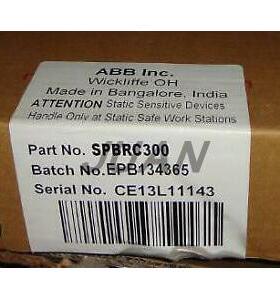 ABB Inc.
Wickliffe OH
Made in Bangalore, India
ATTENTION Static Sensitive Devices
Handle Only at Static Safe Work Stations
Part No. SPBRC300
JUAN
Batch No.EPB134365
Serial No. CE13L11143